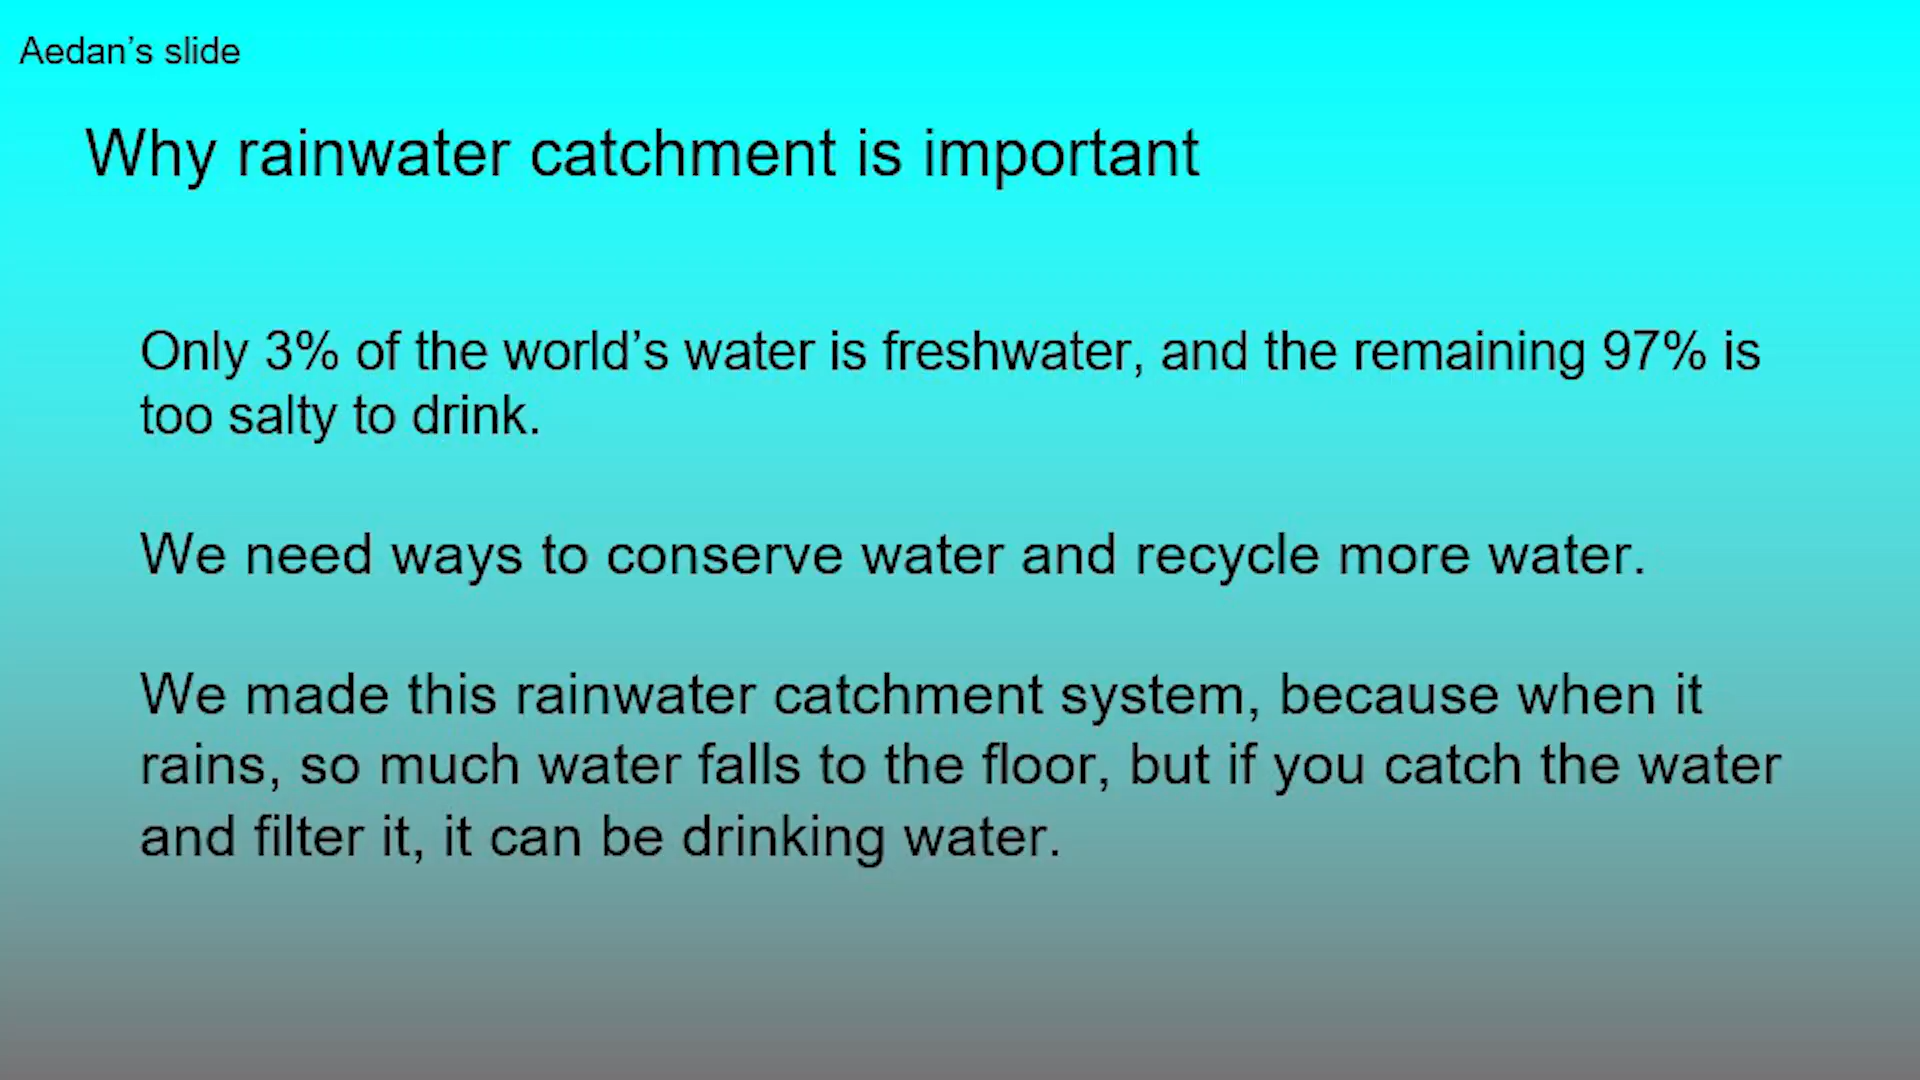 Aedan’s slide
Why rainwater catchment is important
Only 3% of the world’s water is freshwater, and the remaining 97% is
too salty to drink.
We need ways to conserve water and recycle more water.
We made this rainwater catchment system, because when it
rains, so much water falls to the floor, but if you catch the water
and filter it, it can be drinking water.